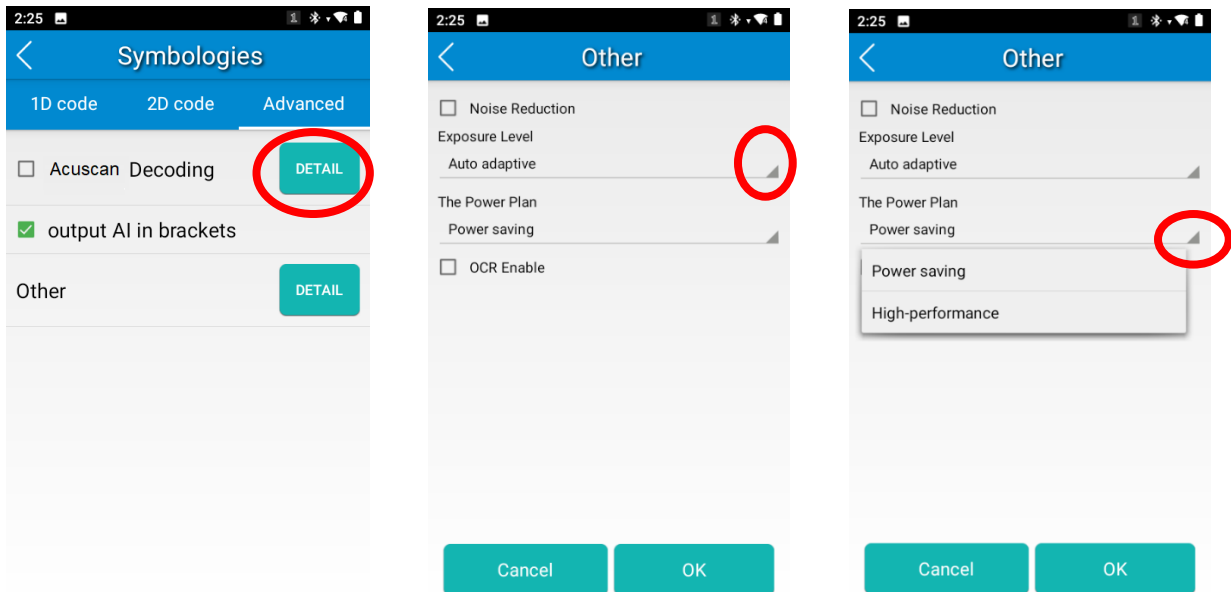 2:25
Symbologies
1D code 2D code Advanced
Acuscan Decoding DETAIL
output AI in brackets
Other DETAIL
2:25 1
Other
Noise Reduction
Exposure Level
Auto adaptive
The Power Plan
Power saving
OCR Enable
Cancel OK
2:25 1
Other
Noise Reduction
Exposure Level
Auto adaptive
The Power Plan
Power saving
Power saving
High-performance
Cancel OK